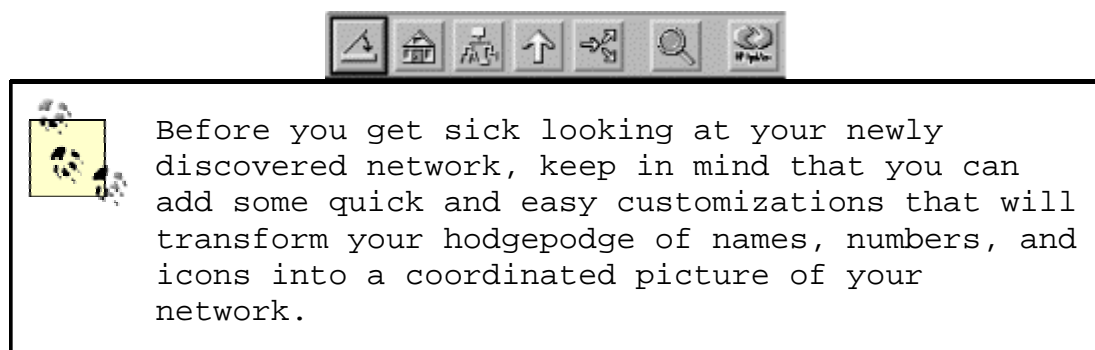 Before you get sick looking at your newly
discovered network, keep in mind that you can
add some quick and easy customizations that will
transform your hodgepodge of names, numbers, and
icons into a coordinated picture of your
network.